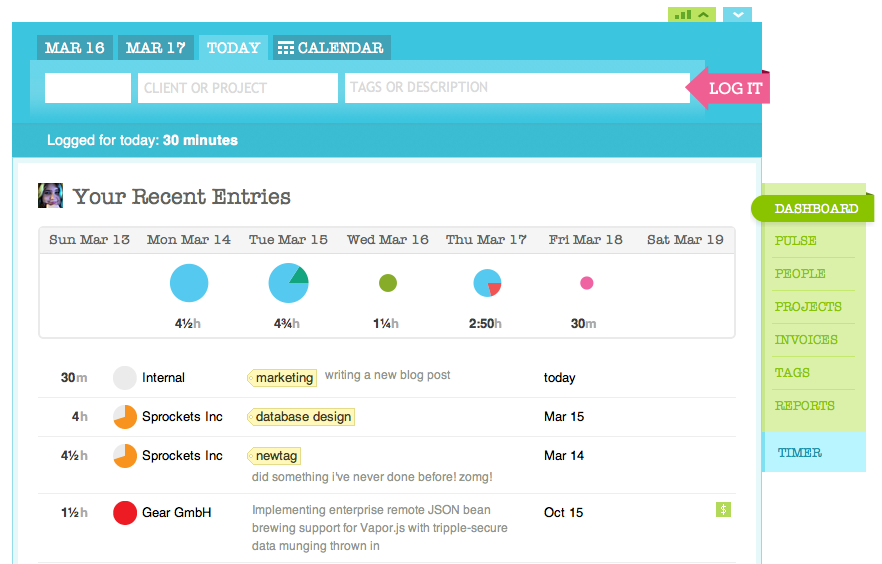 MAR 16 MAR 17 TODAY CALENDAR
CLIENT OR PROJECT TAGS OR DESCRIPTION LOG IT
Logged for today: 30 minutes
Your Recent Entries
Sun Mar 13 Mon Mar 14 Tue Mar 15 Wed Mar 16 Thu Mar 17 Fri Mar 18 Sat Mar 19
4½h 4¾h 1¼h 2:50h 30m
30m Internal marketing writing a new blog post today
4h Sprockets Inc database design Mar 15
4½h Sprockets Inc newtag Mar 14
did something i've never done before! zomg!
1½h Gear GmbH Implementing enterprise remote JSON bean Oct 15 $
brewing support for Vapor.js with tripple-secure
data munging thrown in
DASHBOARD
PULSE
PEOPLE
PROJECTS
INVOICES
TAGS
REPORTS
TIMER